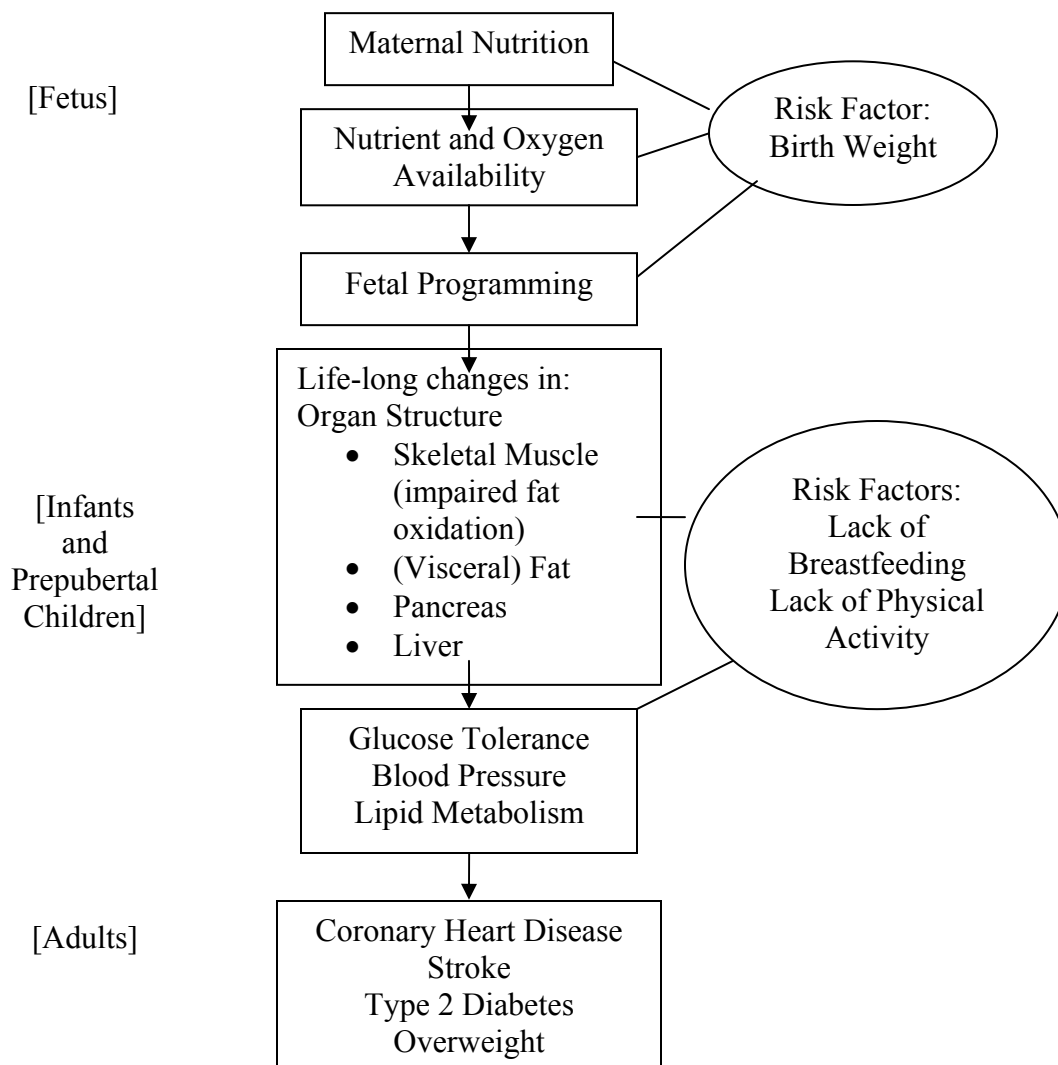 Maternal Nutrition
[Fetus]
Nutrient and Oxygen
Availability
Risk Factor:
Birth Weight
Fetal Programming
Life-long changes in:
Organ Structure
• Skeletal Muscle
(impaired fat
oxidation)
• (Visceral) Fat
• Pancreas
• Liver
[Infants
and
Prepubertal
Children]
Risk Factors:
Lack of
Breastfeeding
Lack of Physical
Activity
Glucose Tolerance
Blood Pressure
Lipid Metabolism
[Adults]
Coronary Heart Disease
Stroke
Type 2 Diabetes
Overweight